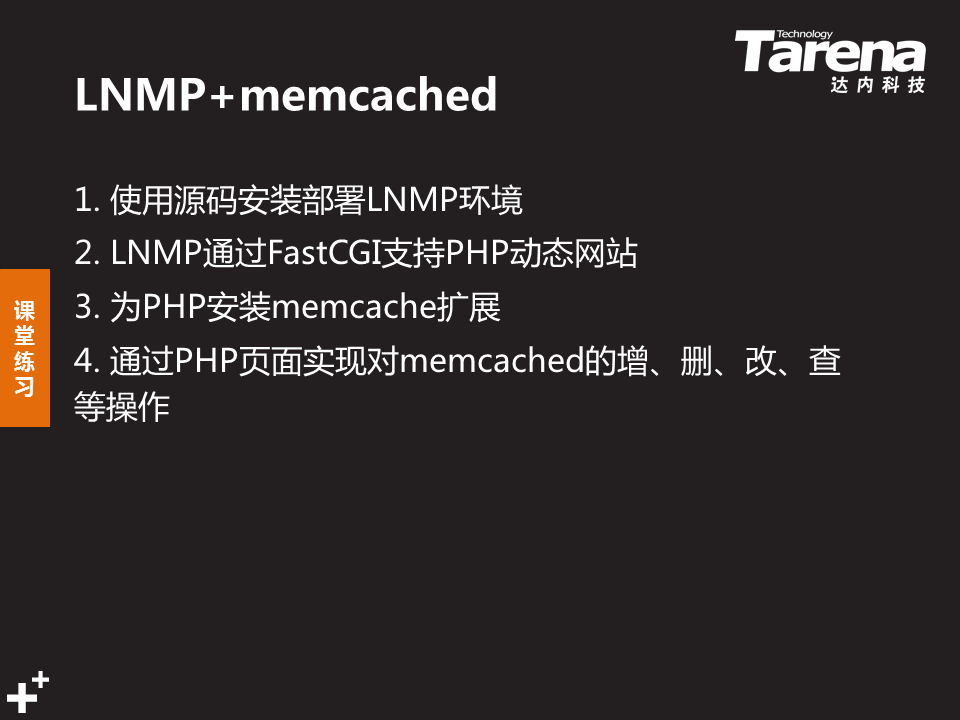 Technology
Tarena
达内科技
LNMP+memcached
1. 使用源码安装部署LNMP环境
2. LNMP通过FastCGI支持PHP动态网站
3. 为PHP安装memcache扩展
4. 通过PHP页面实现对memcached的增、删、改、查
等操作
课
堂
练
习